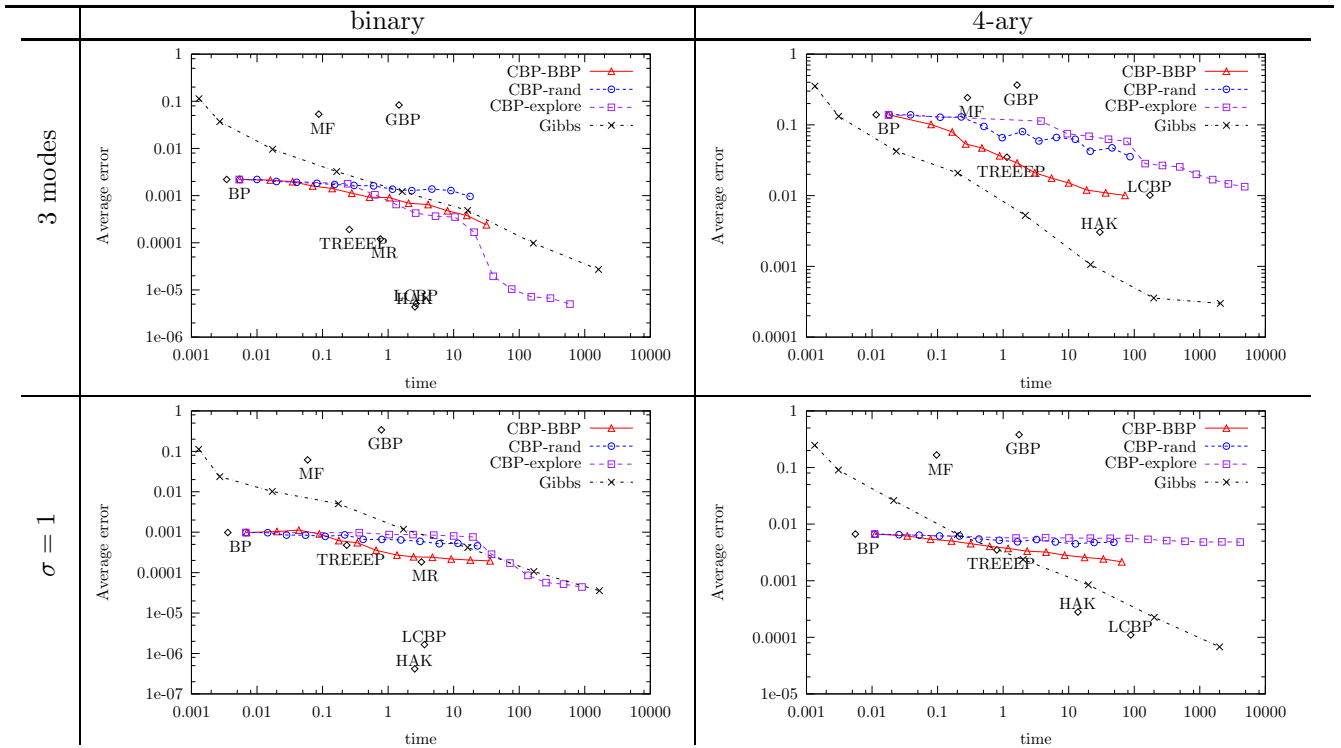 binary
4-ary
3 modes
Average error
1
0.1
0.01
0.001
0.0001
1e-05
1e-06
CBP-BBP
CBP-rand
CBP-explore
Gibbs
MF
GBP
BP
TREEEP
MR
LCBP
HAK
0.001 0.01 0.1 1 10 100 1000 10000
time
Average error
1
0.1
0.01
0.001
0.0001
CBP-BBP
CBP-rand
CBP-explore
Gibbs
GBP
MF
BP
TREEEP
LCBP
HAK
0.001 0.01 0.1 1 10 100 1000 10000
time
σ = 1
Average error
1
0.1
0.01
0.001
0.0001
1e-05
1e-06
1e-07
CBP-BBP
CBP-rand
CBP-explore
Gibbs
GBP
MF
BP
TREEEP
MR
LCBP
HAK
0.001 0.01 0.1 1 10 100 1000 10000
time
Average error
1
0.1
0.01
0.001
0.0001
1e-05
CBP-BBP
CBP-rand
CBP-explore
Gibbs
GBP
MF
BP
TREEEP
HAK
LCBP
0.001 0.01 0.1 1 10 100 1000 10000
time